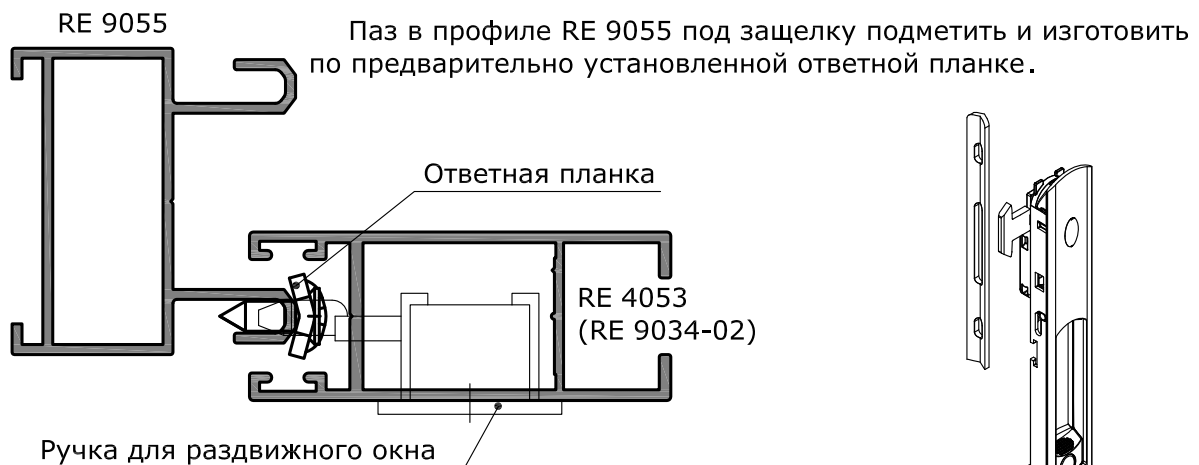 RE 9055
Паз в профиле RE 9055 под защелку подметить и изготовить
по предварительно установленной ответной планке.
Ответная планка
RE 4053
(RE 9034-02)
Ручка для раздвижного окна